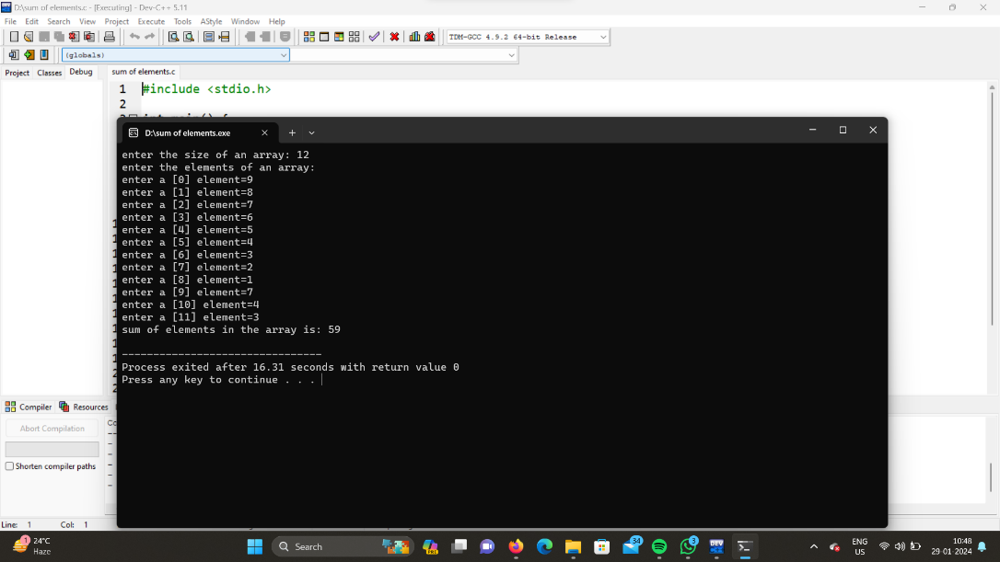 D:\sum of elements.c - [Executing] - Dev-C++ 5.11
File Edit Search View Project Execute Tools AStyle Window Help
TDM-GCC 4.9.2 64-bit Release
(globals)
Project Classes Debug
sum of elements.c
1 #include <stdio.h>
2
D:\sum of elements.exe
enter the size of an array: 12
enter the elements of an array:
enter a [0] element=9
enter a [1] element=8
enter a [2] element=7
enter a [3] element=6
enter a [4] element=5
enter a [5] element=4
enter a [6] element=3
enter a [7] element=2
enter a [8] element=1
enter a [9] element=7
enter a [10] element=4
enter a [11] element=3
sum of elements in the array is: 59
--------------------------------
Process exited after 16.31 seconds with return value 0
Press any key to continue . . .
Compiler Resources
Abort Compilation
Shorten compiler paths
Line: 1 Col: 1
24°C
Haze
Search
PRE
34
3
DEV
ENG
US
10:48
29-01-2024